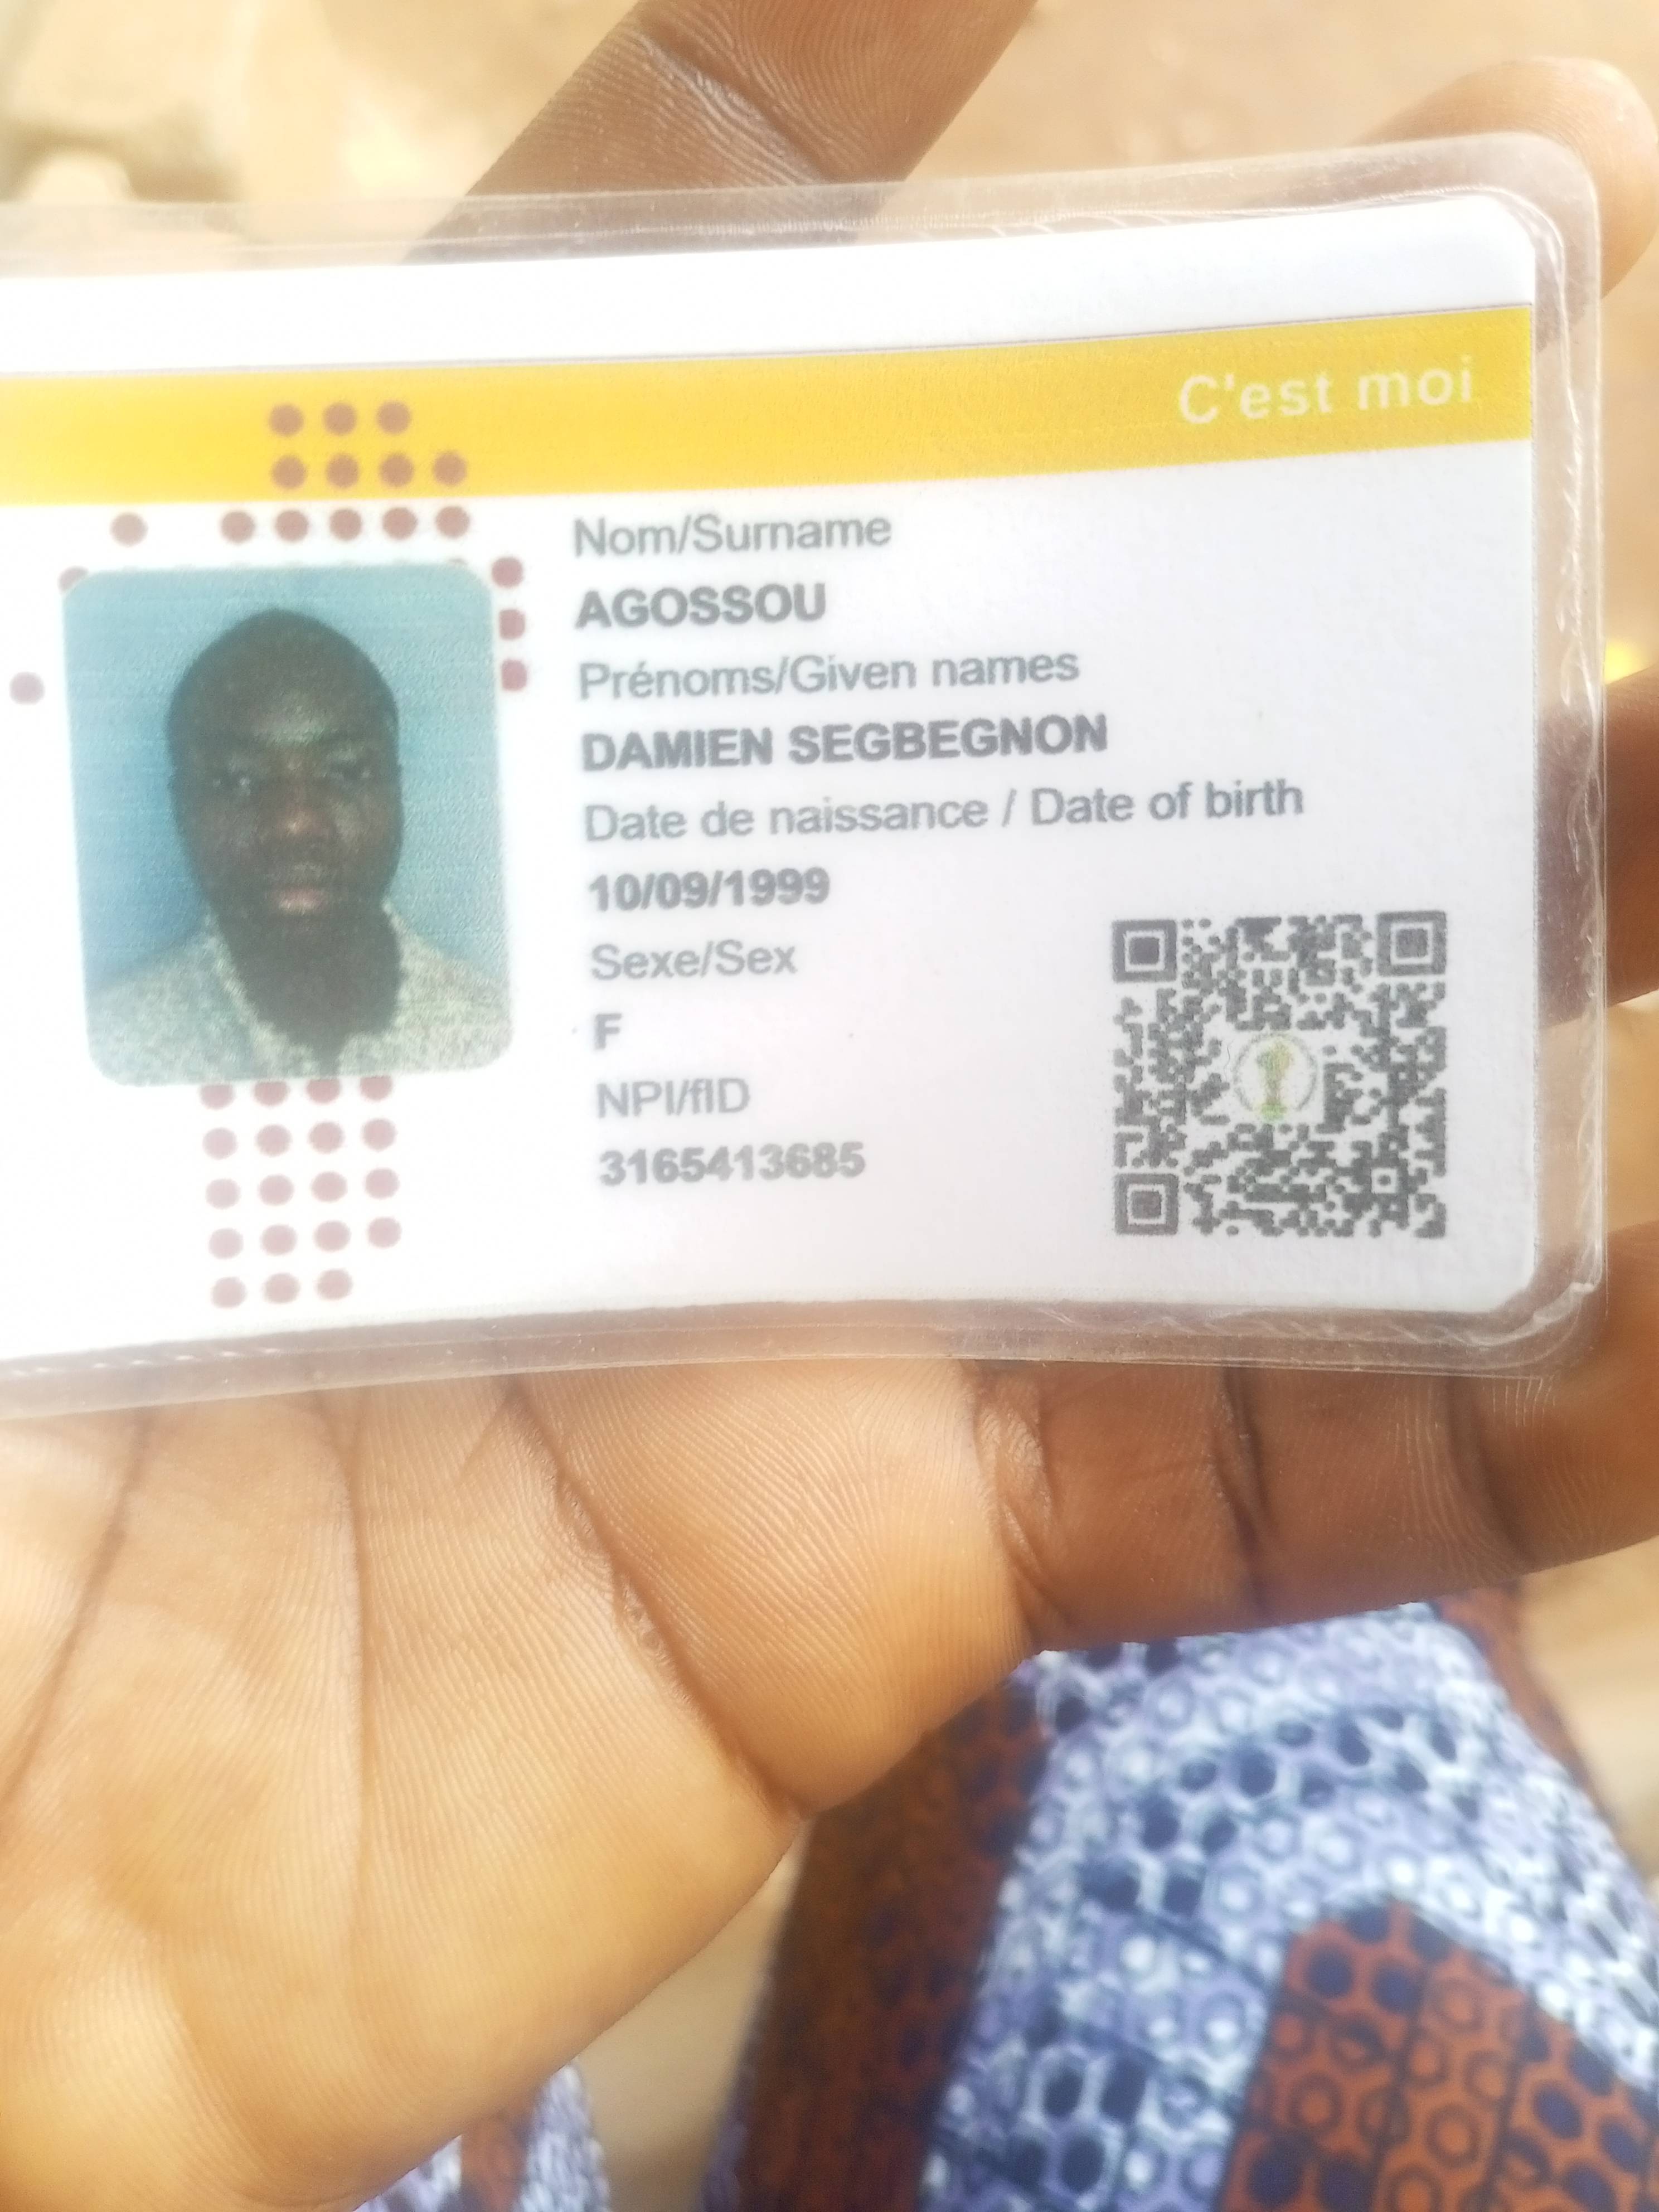 C'est moi
Nom/Surname
AGOSSOU
Prénoms/Given names
DAMIEN SEGBEGNON
Date de naissance / Date of birth
10/09/1999
Sexe/Sex
F
NPI/fID
3165413685